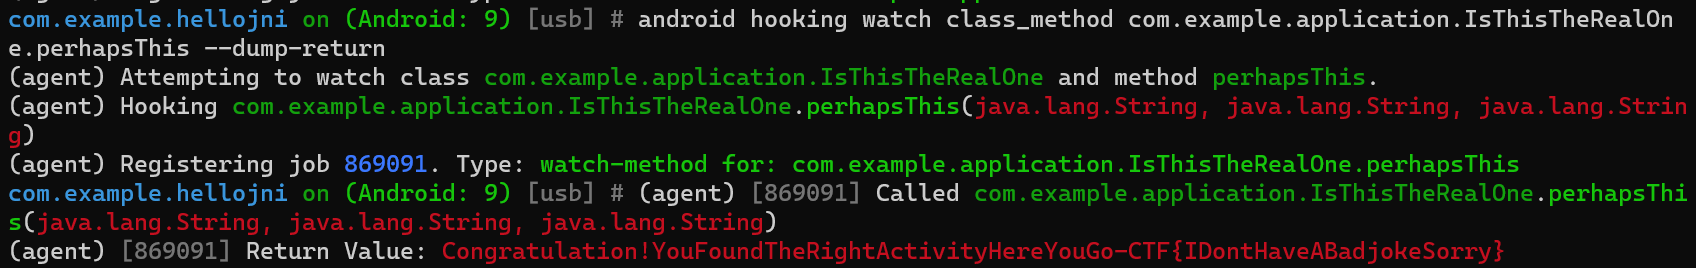 com.example.hellojni on (Android: 9) [usb] # android hooking watch class_method com.example.application.IsThisTheRealOn
e.perhapsThis --dump-return
(agent) Attempting to watch class com.example.application.IsThisTheRealOne and method perhapsThis.
(agent) Hooking com.example.application.IsThisTheRealOne.perhapsThis(java.lang.String, java.lang.String, java.lang.Strin
g)
(agent) Registering job 869091. Type: watch-method for: com.example.application.IsThisTheRealOne.perhapsThis
com.example.hellojni on (Android: 9) [usb] # (agent) [869091] Called com.example.application.IsThisTheRealOne.perhapsThi
s(java.lang.String, java.lang.String, java.lang.String)
(agent) [869091] Return Value: Congratulation!YouFoundTheRightActivityHereYouGo-CTF{IDontHaveABadjokeSorry}